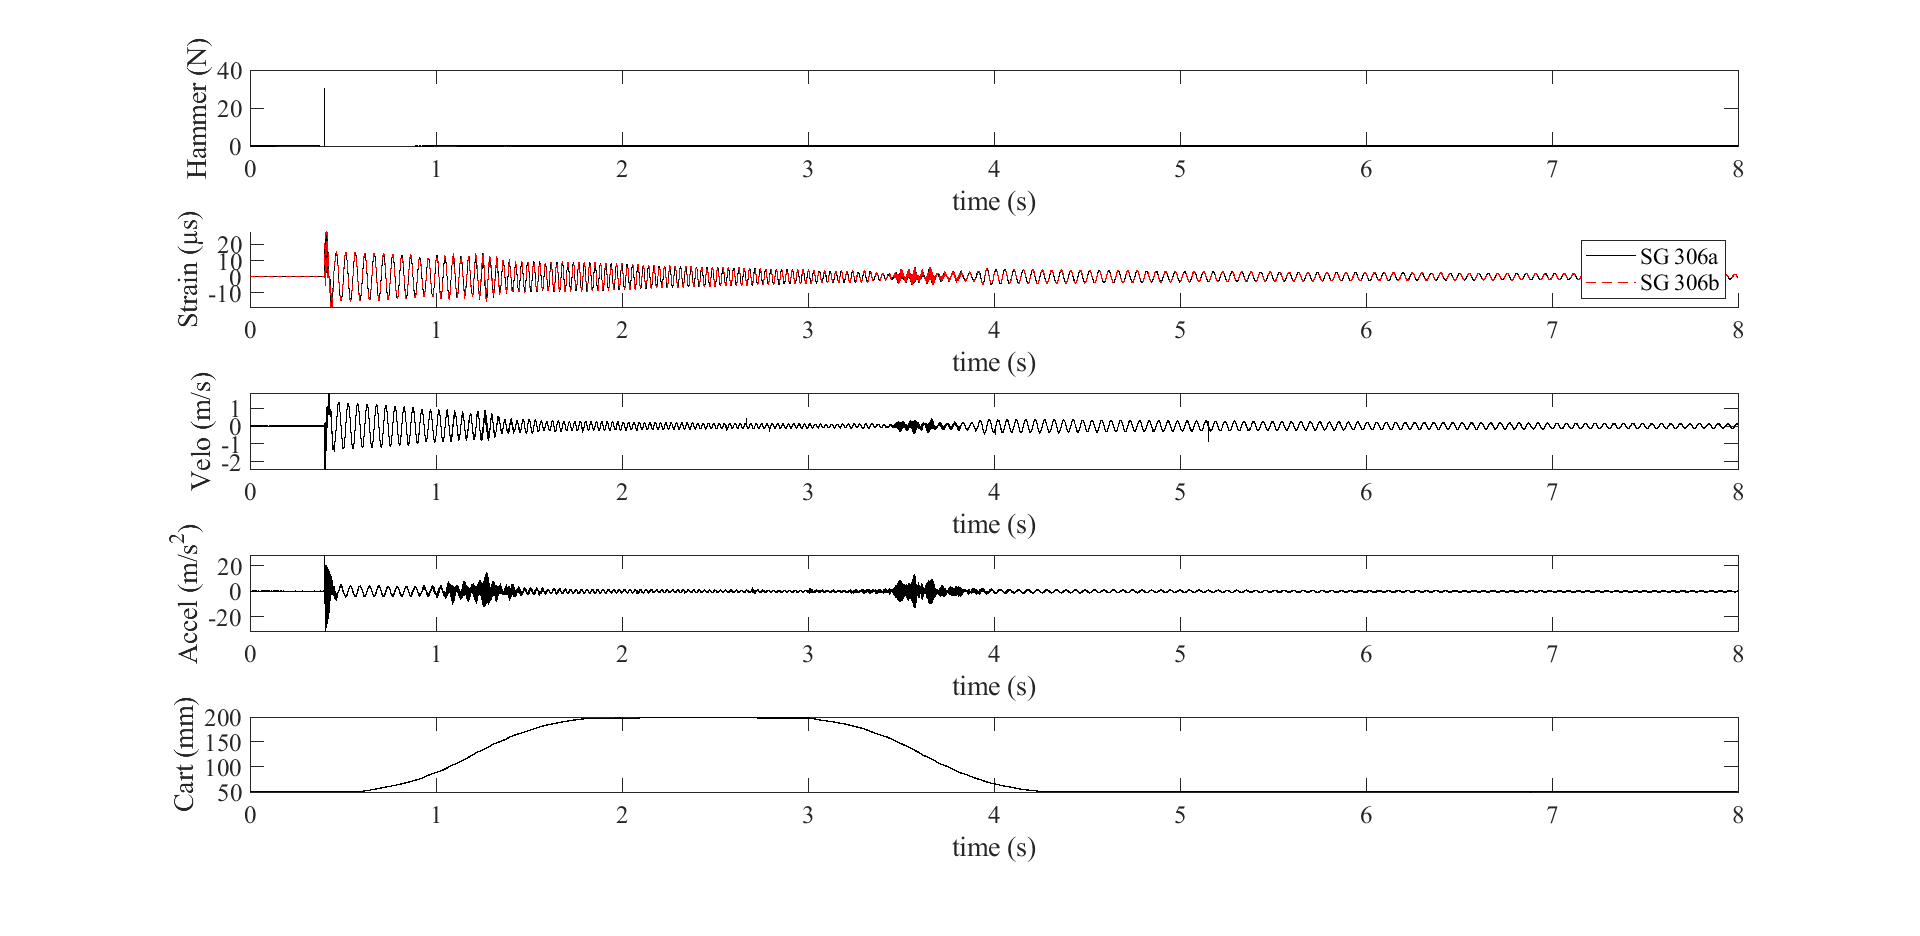 Hammer (N)
40
20
0
0 1 2 3 4 5 6 7 8
time (s)
Strain (μs)
20
10
0
-10
SG 306a
SG 306b
0 1 2 3 4 5 6 7 8
time (s)
Velo (m/s)
1
0
-1
-2
0 1 2 3 4 5 6 7 8
time (s)
Accel (m/s²)
20
0
-20
0 1 2 3 4 5 6 7 8
time (s)
Cart (mm)
200
150
100
50
0 1 2 3 4 5 6 7 8
time (s)